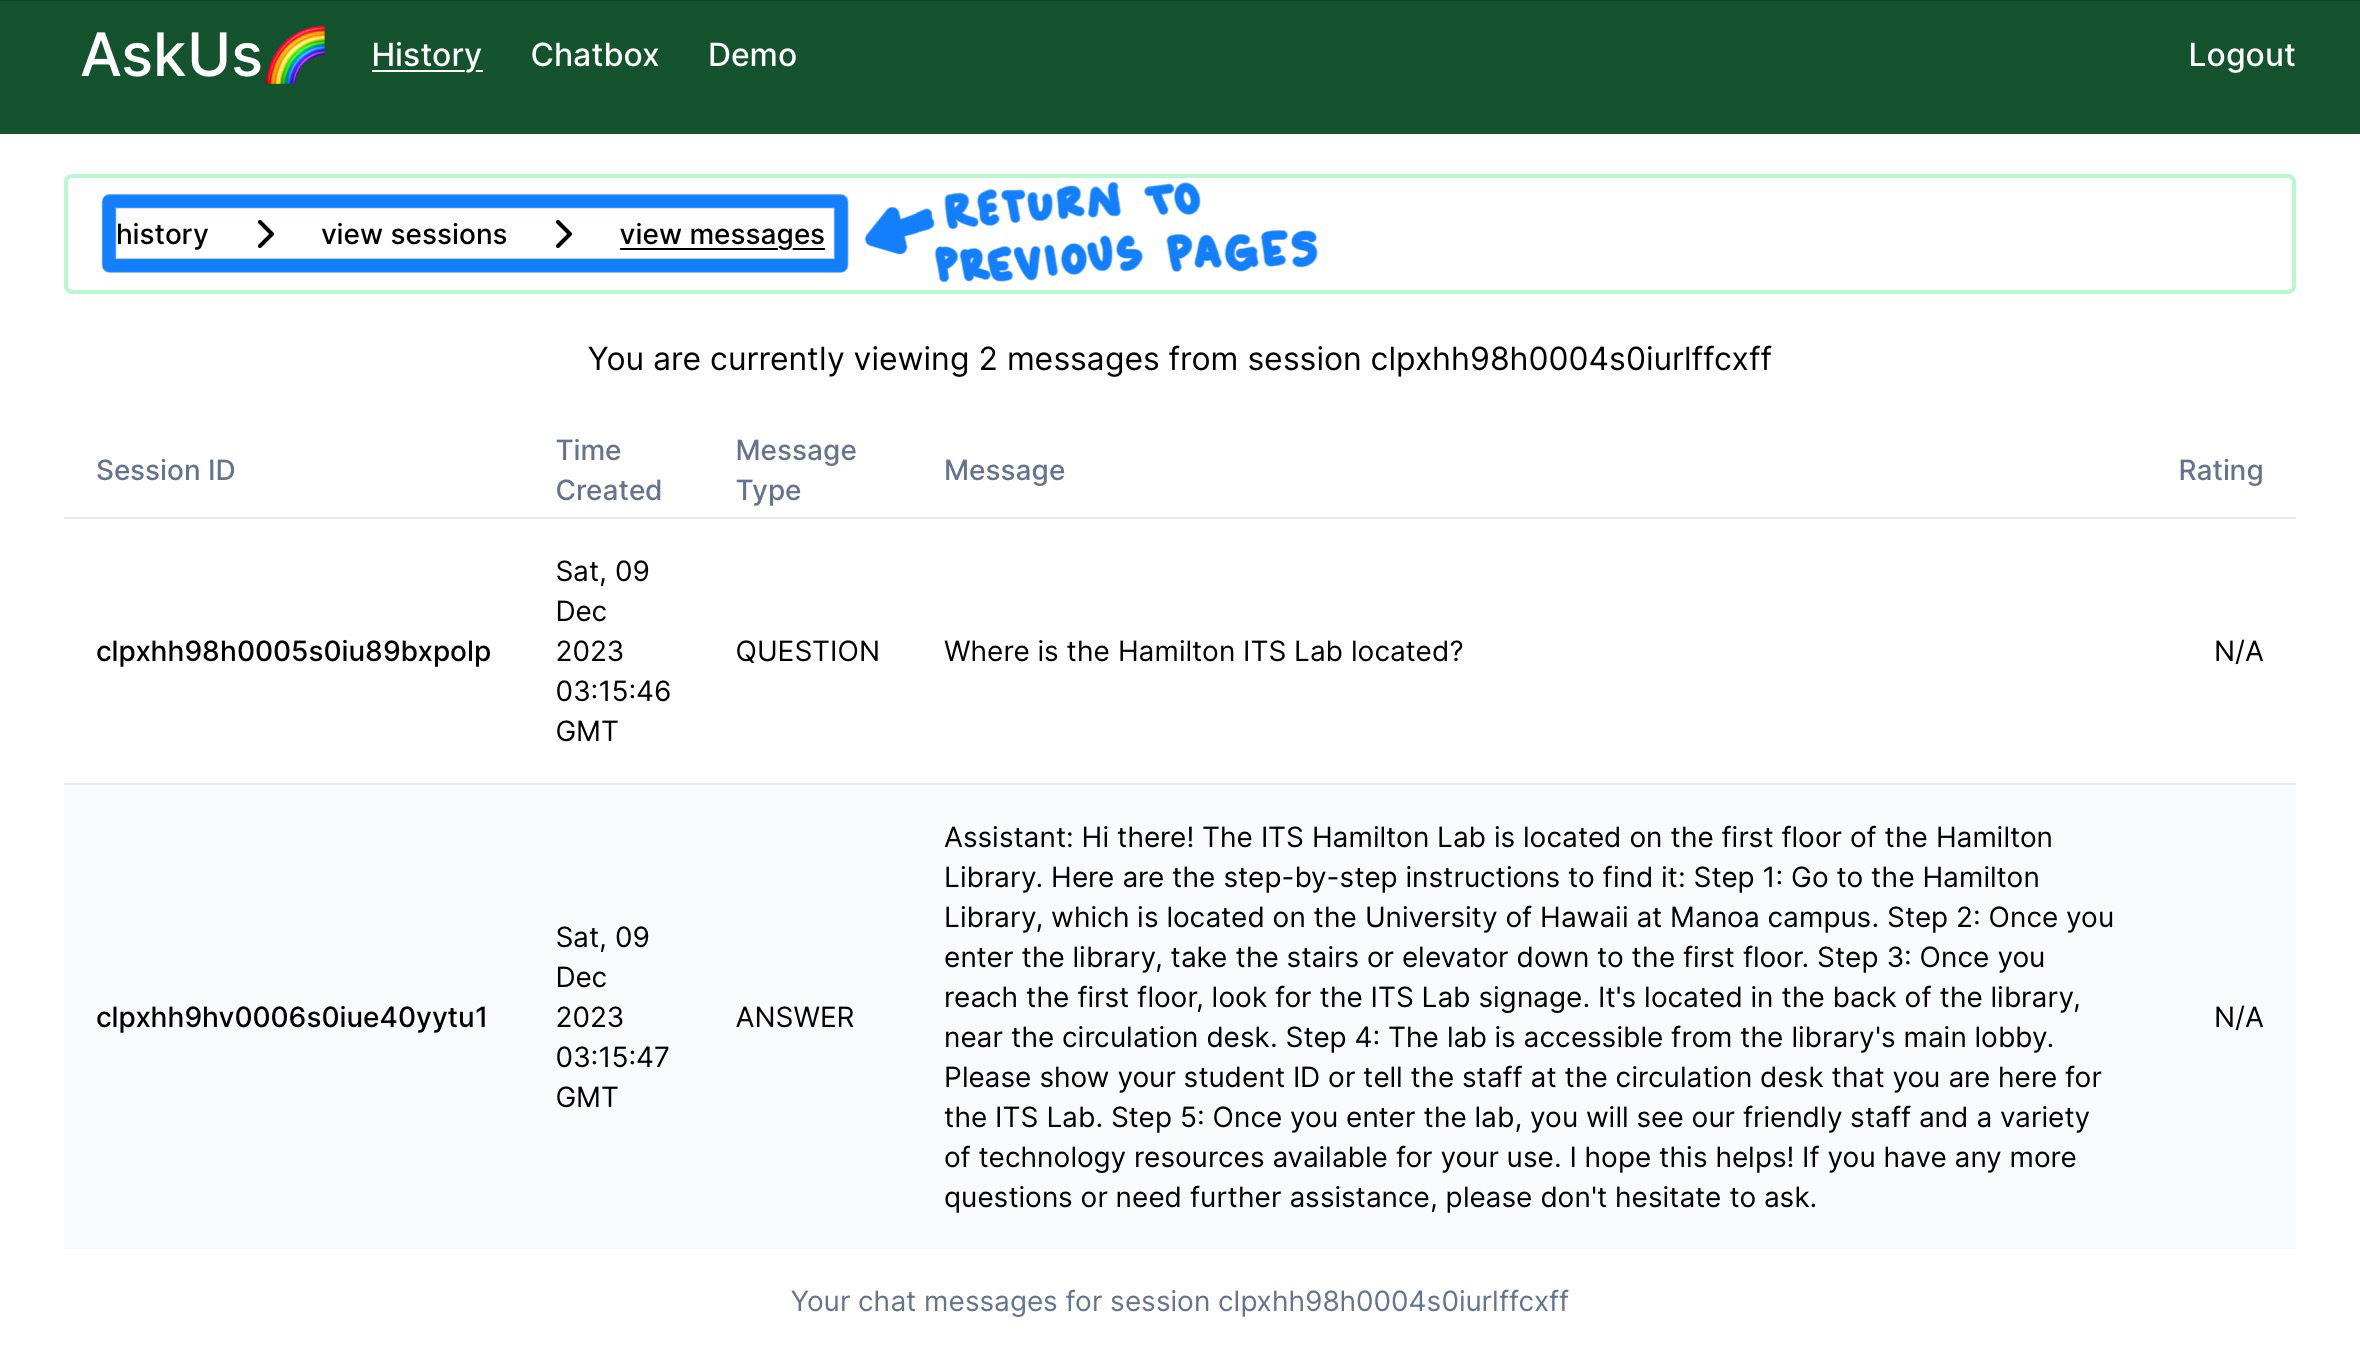 AskUs🌈 History Chatbox Demo Logout
history > view sessions > view messages
RETURN TO
PREVIOUS PAGES
You are currently viewing 2 messages from session clpxhh98h0004s0iurlffcxff
Session ID Time Created Message Type Message Rating
clpxhh98h0005s0iu89bxpolp
Sat, 09
Dec
2023
03:15:46
GMT
QUESTION
Where is the Hamilton ITS Lab located?
N/A
clpxhh9hv0006s0iue40yytu1
Sat, 09
Dec
2023
03:15:47
GMT
ANSWER
Assistant: Hi there! The ITS Hamilton Lab is located on the first floor of the Hamilton
Library. Here are the step-by-step instructions to find it: Step 1: Go to the Hamilton
Library, which is located on the University of Hawaii at Manoa campus. Step 2: Once you
enter the library, take the stairs or elevator down to the first floor. Step 3: Once you
reach the first floor, look for the ITS Lab signage. It's located in the back of the library,
near the circulation desk. Step 4: The lab is accessible from the library's main lobby.
Please show your student ID or tell the staff at the circulation desk that you are here for
the ITS Lab. Step 5: Once you enter the lab, you will see our friendly staff and a variety
of technology resources available for your use. I hope this helps! If you have any more
questions or need further assistance, please don't hesitate to ask.
N/A
Your chat messages for session clpxhh98h0004s0iurlffcxff